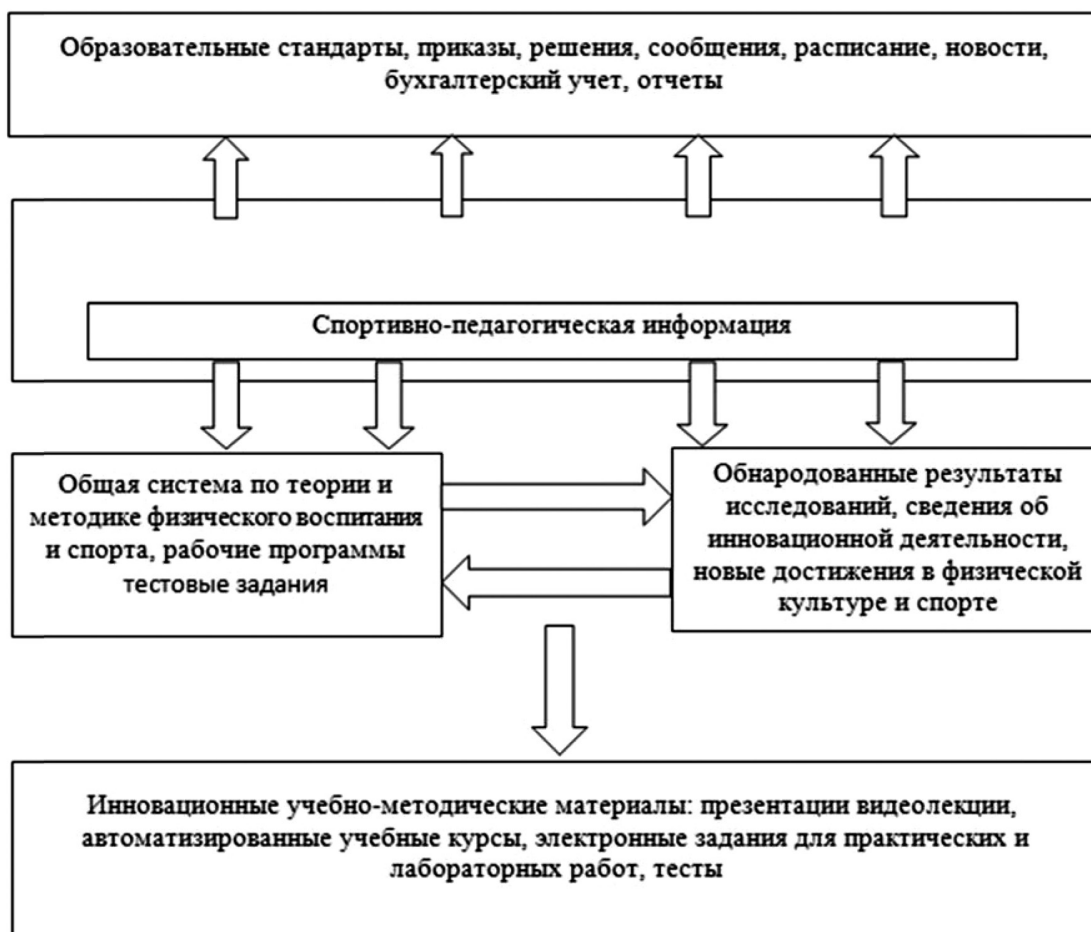 Образовательные стандарты, приказы, решения, сообщения, расписание, новости,
бухгалтерский учет, отчеты
Спортивно-педагогическая информация
Общая система по теории и
методике физического воспитания
и спорта, рабочие программы
тестовые задания
Обнародованные результаты
исследований, сведения об
инновационной деятельности,
новые достижения в физической
культуре и спорте
Инновационные учебно-методические материалы: презентации видеолекции,
автоматизированные учебные курсы, электронные задания для практических и
лабораторных работ, тесты